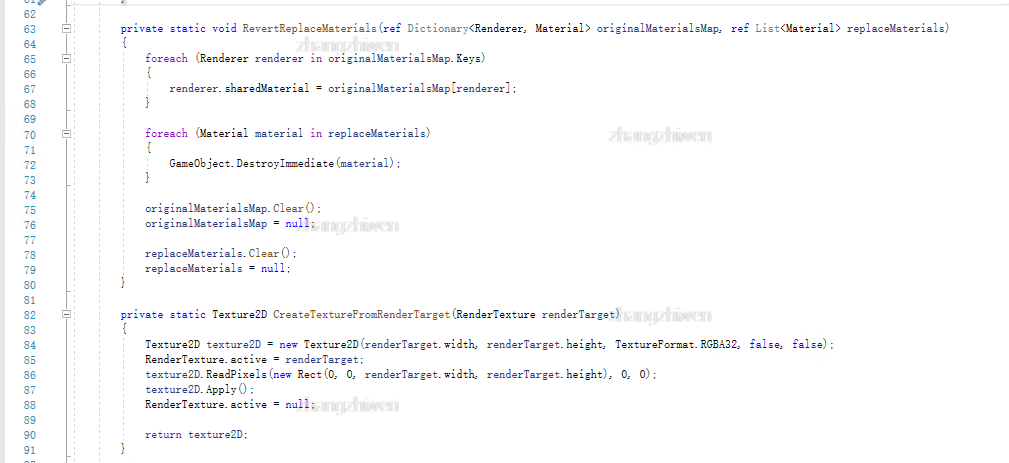 62
63 private static void RevertReplaceMaterials(ref Dictionary<Renderer, Material> originalMaterialsMap, ref List<Material> replaceMaterials)
64 {
zhangzhiwen
65 foreach (Renderer renderer in originalMaterialsMap.Keys)
66 {
67 renderer.sharedMaterial = originalMaterialsMap[renderer];
68 }
69
70 foreach (Material material in replaceMaterials)
zhangzhiwen
71 {
72 GameObject.DestroyImmediate(material);
73 }
74
75 originalMaterialsMap.Clear();
76 originalMaterialsMap = null;
zhangzhiwen
77
78 replaceMaterials.Clear();
79 replaceMaterials = null;
80 }
81
82 private static Texture2D CreateTextureFromRenderTarget(RenderTexture renderTarget)
zhangzhiwen
83 {
84 Texture2D texture2D = new Texture2D(renderTarget.width, renderTarget.height, TextureFormat.RGBA32, false, false);
85 RenderTexture.active = renderTarget;
86 texture2D.ReadPixels(new Rect(0, 0, renderTarget.width, renderTarget.height), 0, 0);
87 texture2D.Apply();
88 RenderTexture.active = null;
zhangzhiwen
89
90 return texture2D;
91 }